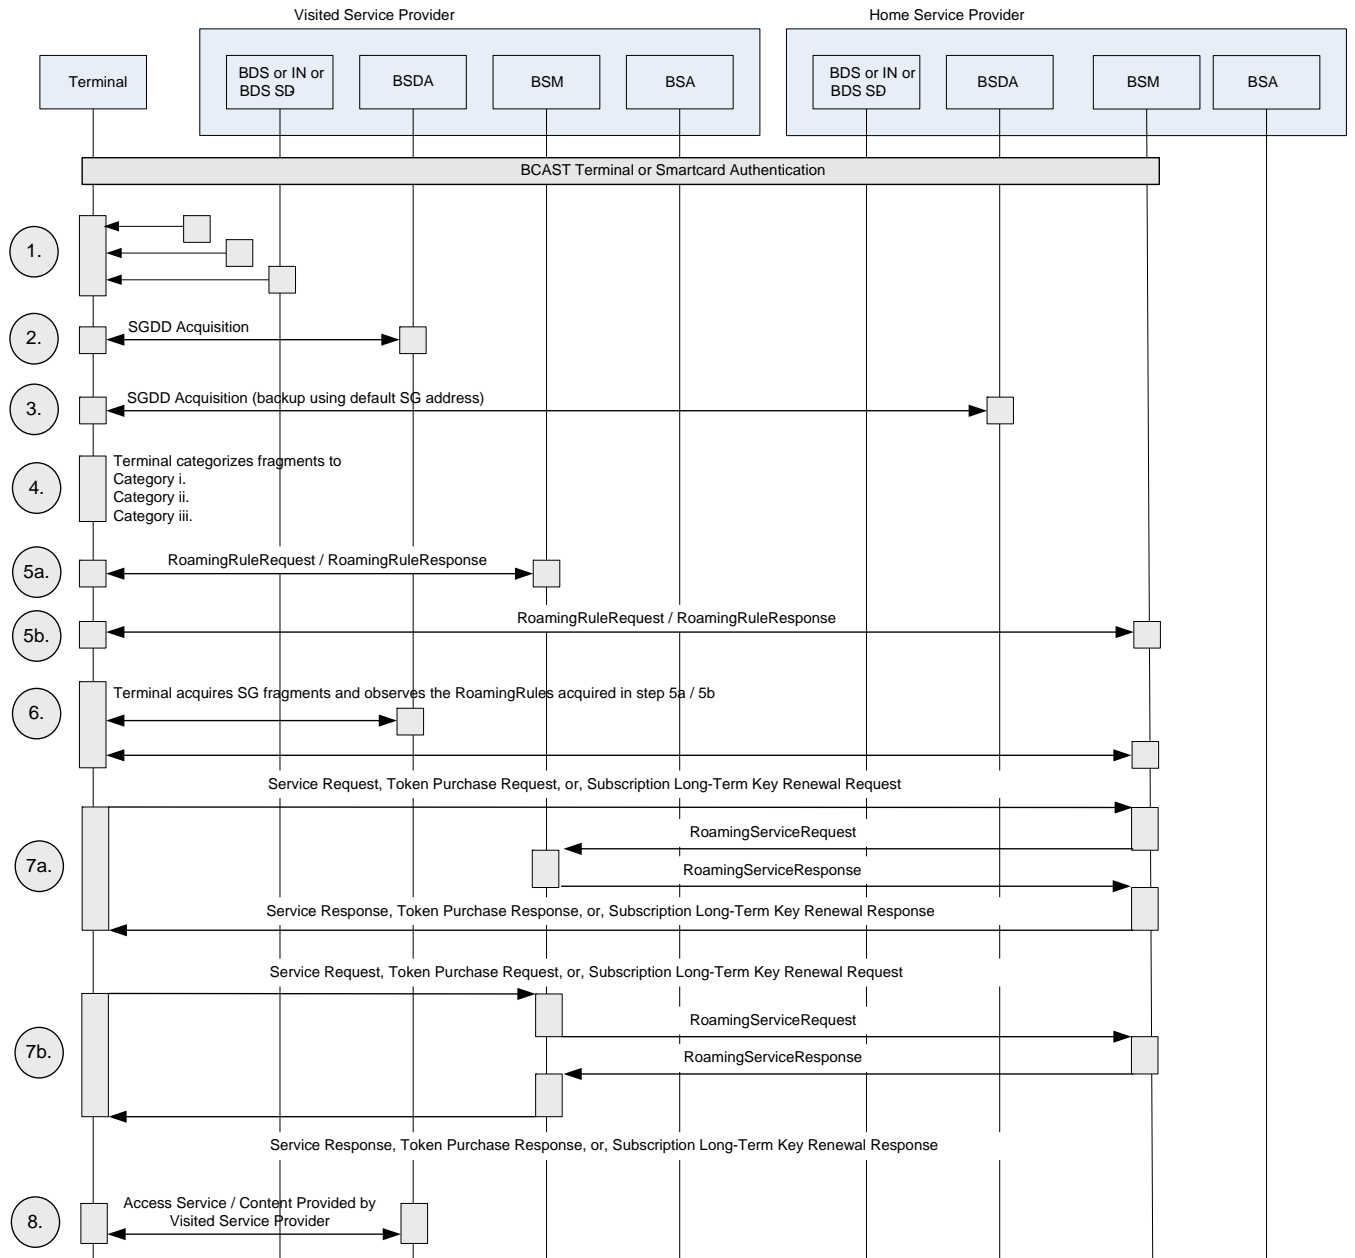 Visited Service Provider
Home Service Provider
Terminal
BDS or IN or
BDS SD
BSDA
BSM
BSA
BDS or IN or
BDS SD
BSDA
BSM
BSA
BCAST Terminal or Smartcard Authentication
1.
2.
SGDD Acquisition
3.
SGDD Acquisition (backup using default SG address)
4.
Terminal categorizes fragments to
Category i.
Category ii.
Category iii.
5a.
RoamingRuleRequest / RoamingRuleResponse
5b.
RoamingRuleRequest / RoamingRuleResponse
6.
Terminal acquires SG fragments and observes the RoamingRules acquired in step 5a / 5b
Service Request, Token Purchase Request, or, Subscription Long-Term Key Renewal Request
RoamingServiceRequest
7a.
RoamingServiceResponse
Service Response, Token Purchase Response, or, Subscription Long-Term Key Renewal Response
Service Request, Token Purchase Request, or, Subscription Long-Term Key Renewal Request
RoamingServiceRequest
7b.
RoamingServiceResponse
Service Response, Token Purchase Response, or, Subscription Long-Term Key Renewal Response
8.
Access Service / Content Provided by
Visited Service Provider